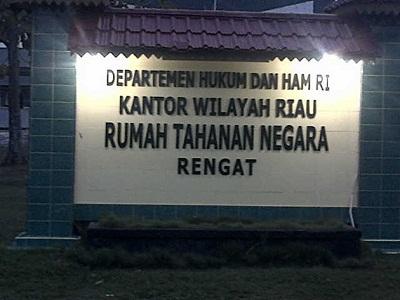 DEPARTEMEN HUKUM DAN HAM RI
KANTOR WILAYAH RIAU
RUMAH TAHANAN NEGARA
RENGAT